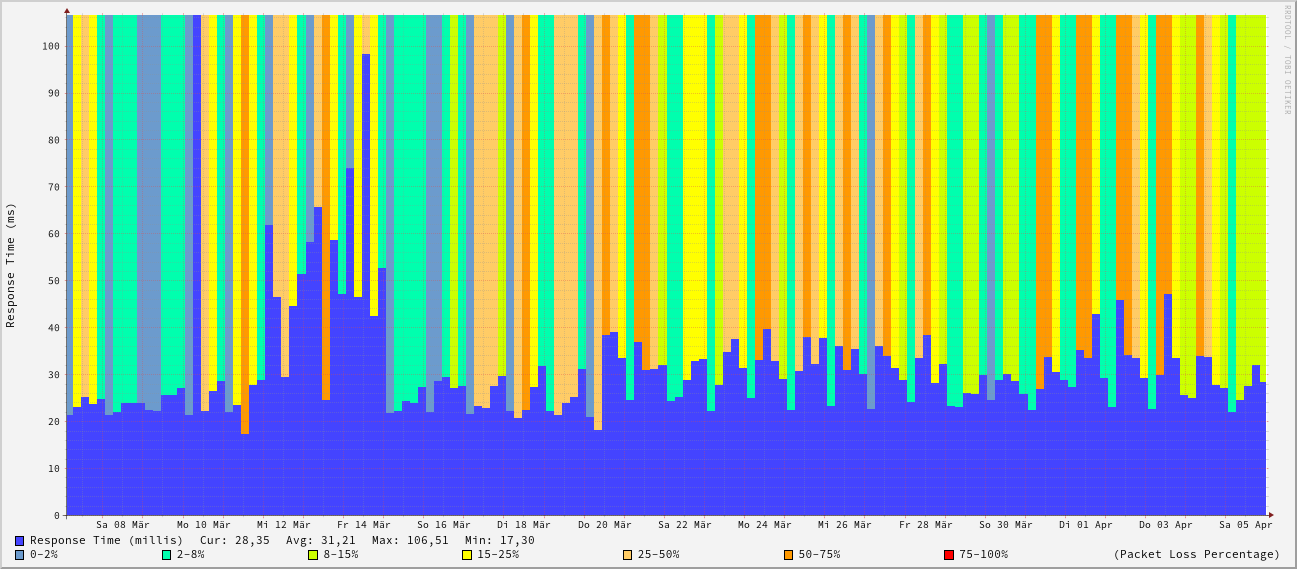 RRDTOOL / TOBI OETIKER
Response Time (ms)
100
90
80
70
60
50
40
30
20
10
0
Sa 08 Mär Mo 10 Mär Mi 12 Mär Fr 14 Mär So 16 Mär Di 18 Mär Do 20 Mär Sa 22 Mär Mo 24 Mär Mi 26 Mär Fr 28 Mär So 30 Mär Di 01 Apr Do 03 Apr Sa 05 Apr
Response Time (millis) Cur: 28,35 Avg: 31,21 Max: 106,51 Min: 17,30
0-2% 2-8% 8-15% 15-25% 25-50% 50-75% 75-100% (Packet Loss Percentage)